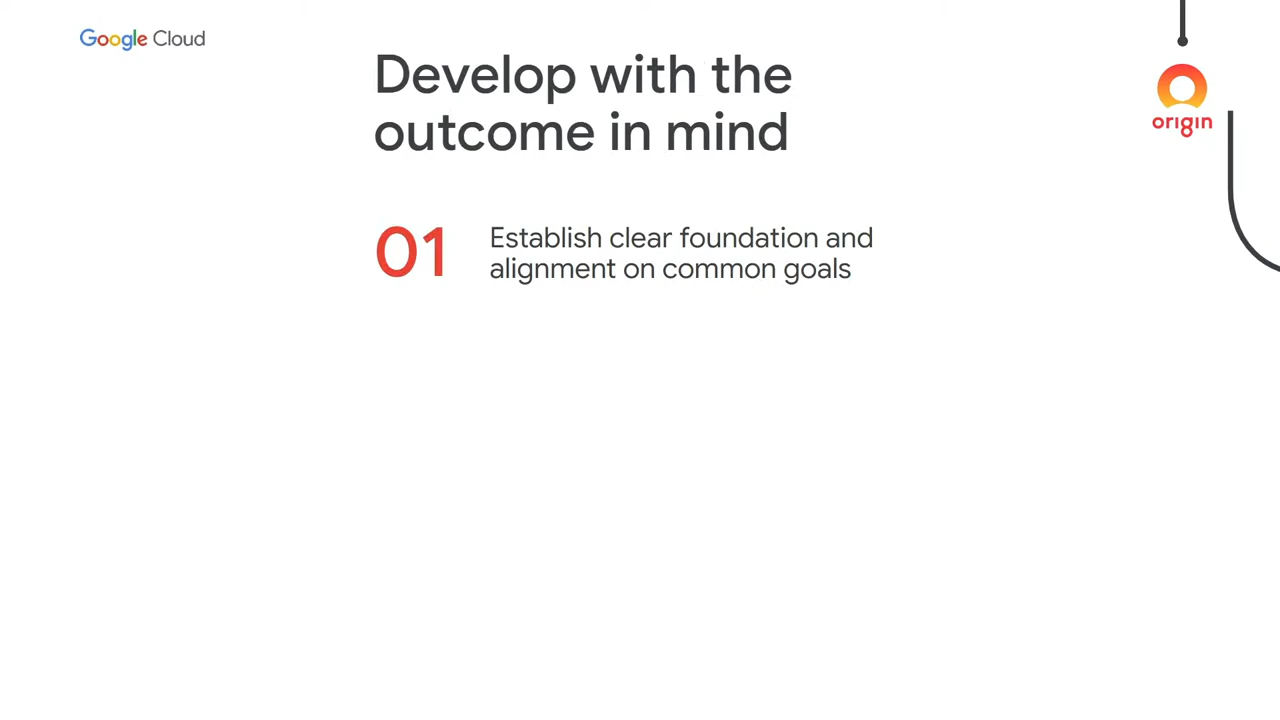 Google Cloud
Develop with the
outcome in mind
origin
01
Establish clear foundation and
alignment on common goals